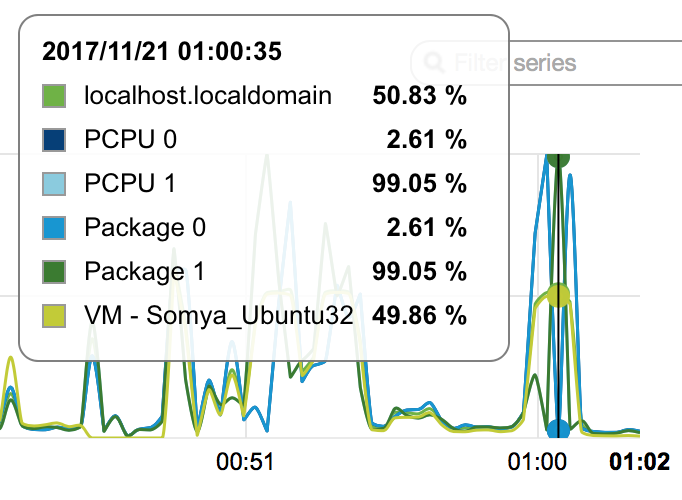 2017/11/21 01:00:35
Filter series
localhost.localdomain 50.83 %
PCPU 0 2.61 %
PCPU 1 99.05 %
Package 0 2.61 %
Package 1 99.05 %
VM - Somya_Ubuntu32 49.86 %
00:51 01:00 01:02